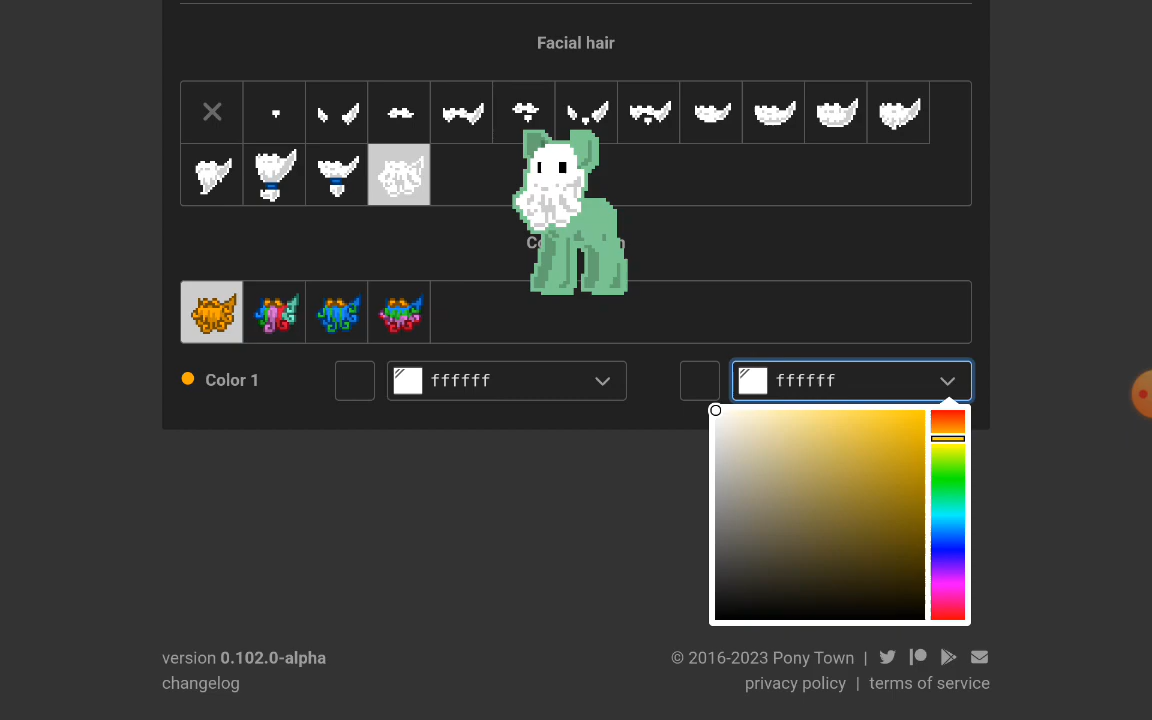 Facial hair
Color 1
ffffff
ffffff
version 0.102.0-alpha
© 2016-2023 Pony Town |
changelog
privacy policy | terms of service